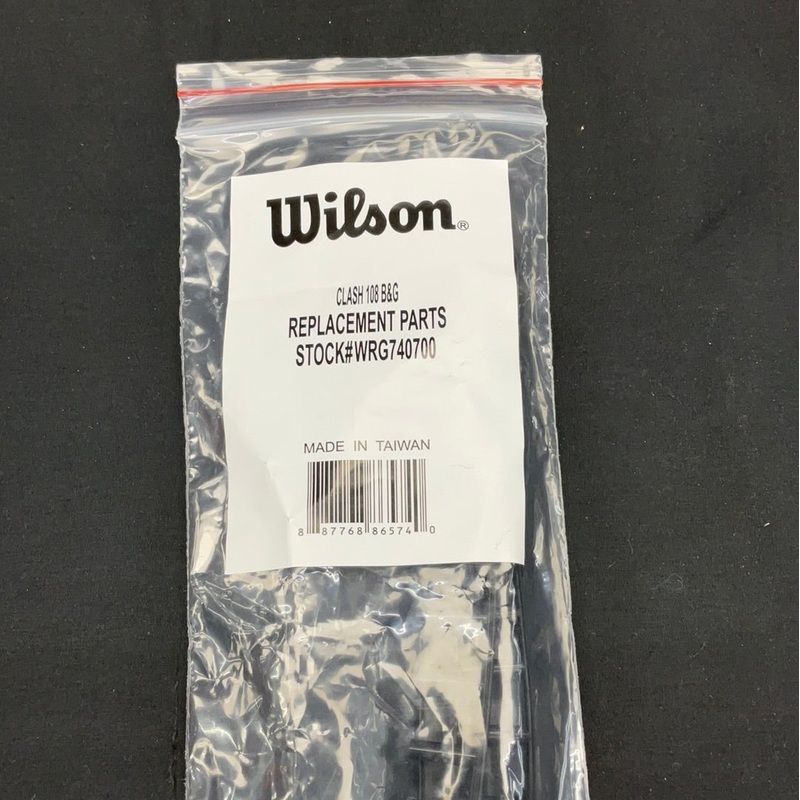 Wilson®
CLASH 108 B&G
REPLACEMENT PARTS
STOCK#WRG740700
MADE IN TAIWAN
8 87768 86574 0